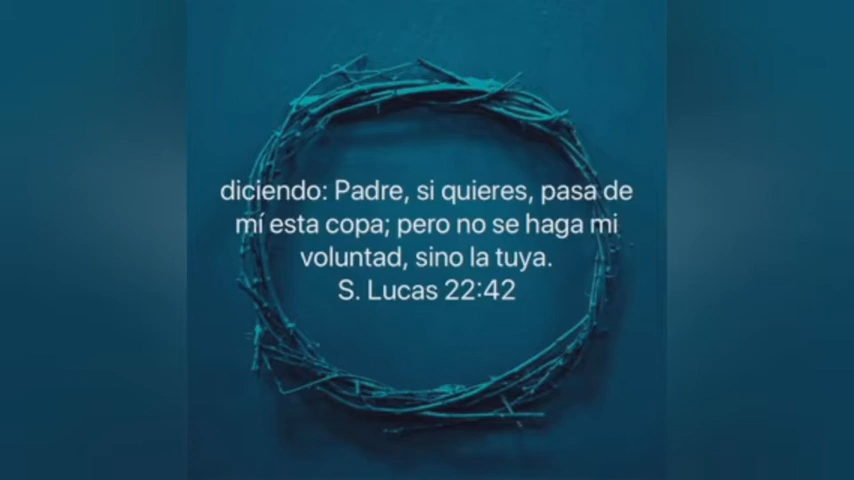 diciendo: Padre, si quieres, pasa de
mí esta copa; pero no se haga mi
voluntad, sino la tuya.
S. Lucas 22:42